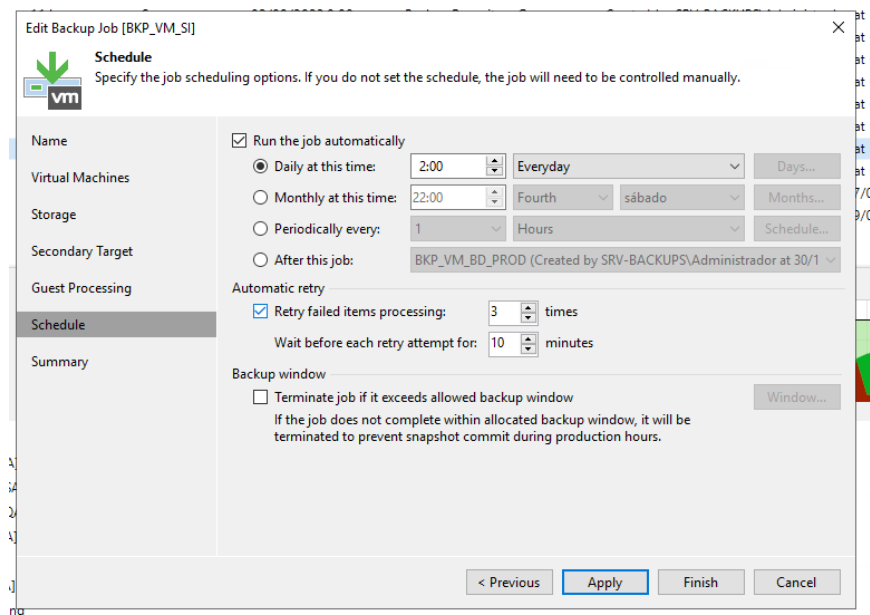 Edit Backup Job [BKP_VM_SI]
Schedule
Specify the job scheduling options. If you do not set the schedule, the job will need to be controlled manually.
vm
Name
Virtual Machines
Storage
Secondary Target
Guest Processing
Schedule
Summary
Run the job automatically
Daily at this time: 2:00 Everyday Days...
Monthly at this time: 22:00 Fourth sábado Months...
Periodically every: 1 Hours Schedule...
After this job: BKP_VM_BD_PROD (Created by SRV-BACKUPS\Administrador at 30/1
Automatic retry
Retry failed items processing: 3 times
Wait before each retry attempt for: 10 minutes
Backup window
Terminate job if it exceeds allowed backup window Window...
If the job does not complete within allocated backup window, it will be
terminated to prevent snapshot commit during production hours.
< Previous Apply Finish Cancel